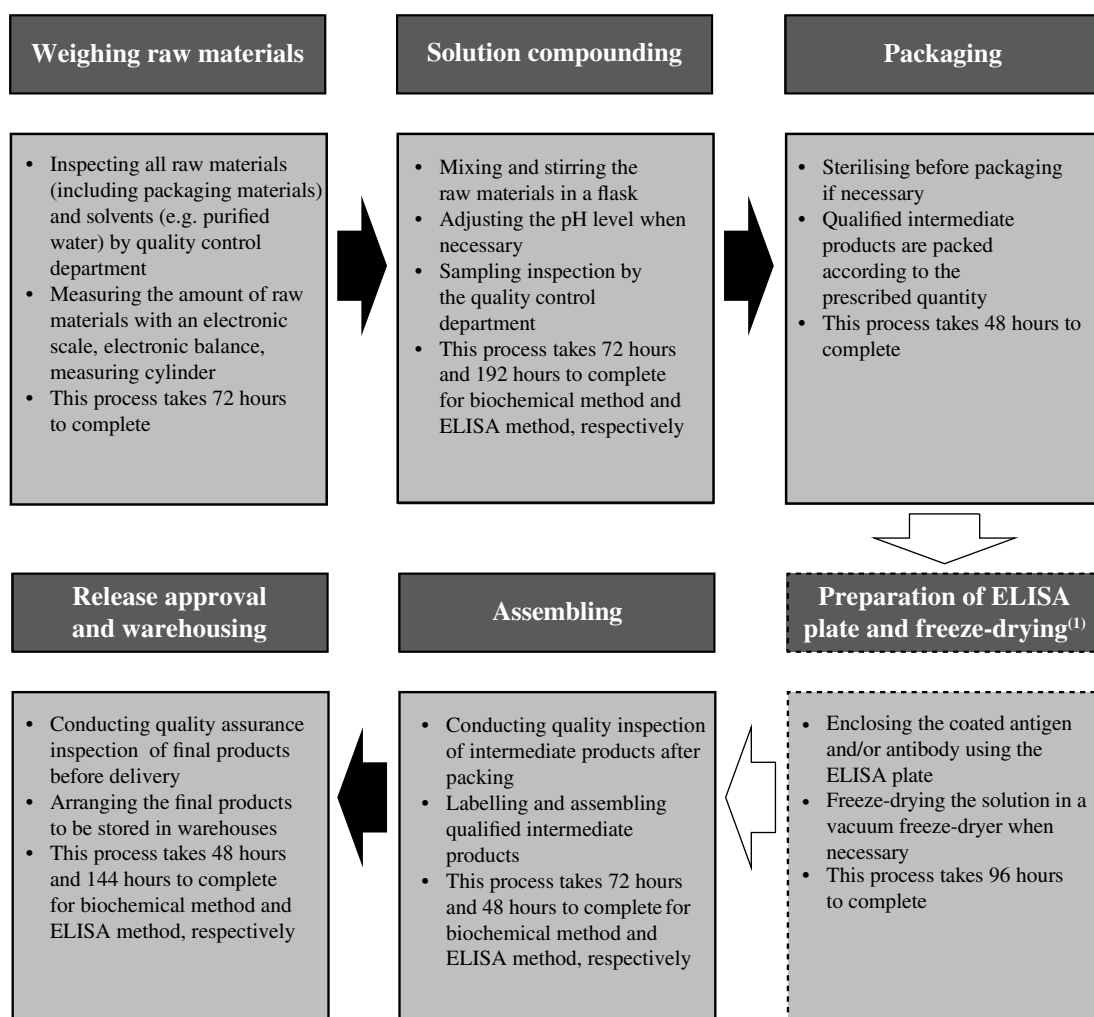 Weighing raw materials
• Inspecting all raw materials
(including packaging materials)
and solvents (e.g. purified
water) by quality control
department
• Measuring the amount of raw
materials with an electronic
scale, electronic balance,
measuring cylinder
• This process takes 72 hours
to complete
Solution compounding
• Mixing and stirring the
raw materials in a flask
• Adjusting the pH level when
necessary
• Sampling inspection by
the quality control
department
• This process takes 72 hours
and 192 hours to complete
for biochemical method and
ELISA method, respectively
Packaging
• Sterilising before packaging
if necessary
• Qualified intermediate
products are packed
according to the
prescribed quantity
• This process takes 48 hours to
complete
Preparation of ELISA
plate and freeze-drying(1)
• Enclosing the coated antigen
and/or antibody using the
ELISA plate
• Freeze-drying the solution in a
vacuum freeze-dryer when
necessary
• This process takes 96 hours
to complete
Assembling
• Conducting quality inspection
of intermediate products after
packing
• Labelling and assembling
qualified intermediate
products
• This process takes 72 hours
and 48 hours to complete for
biochemical method and
ELISA method, respectively
Release approval
and warehousing
• Conducting quality assurance
inspection of final products
before delivery
• Arranging the final products
to be stored in warehouses
• This process takes 48 hours
and 144 hours to complete
for biochemical method and
ELISA method, respectively